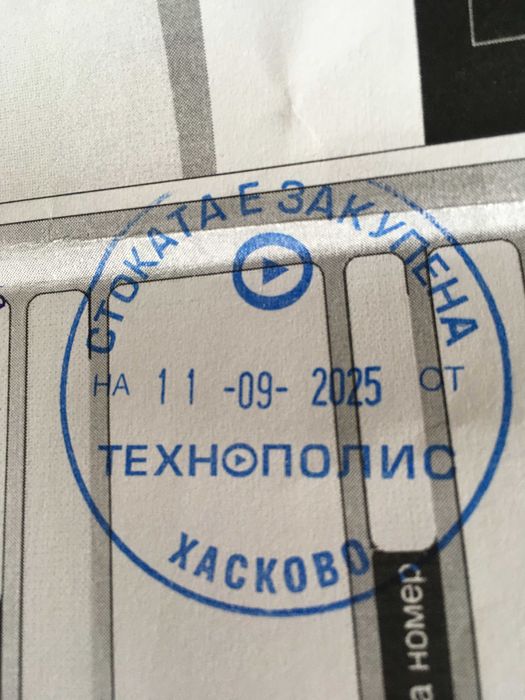 СТОКАТА Е ЗАКУПЕНА
НА 11 -09- 2025 ОТ
ТЕХНОПОЛИС
ХАСКОВО
номер